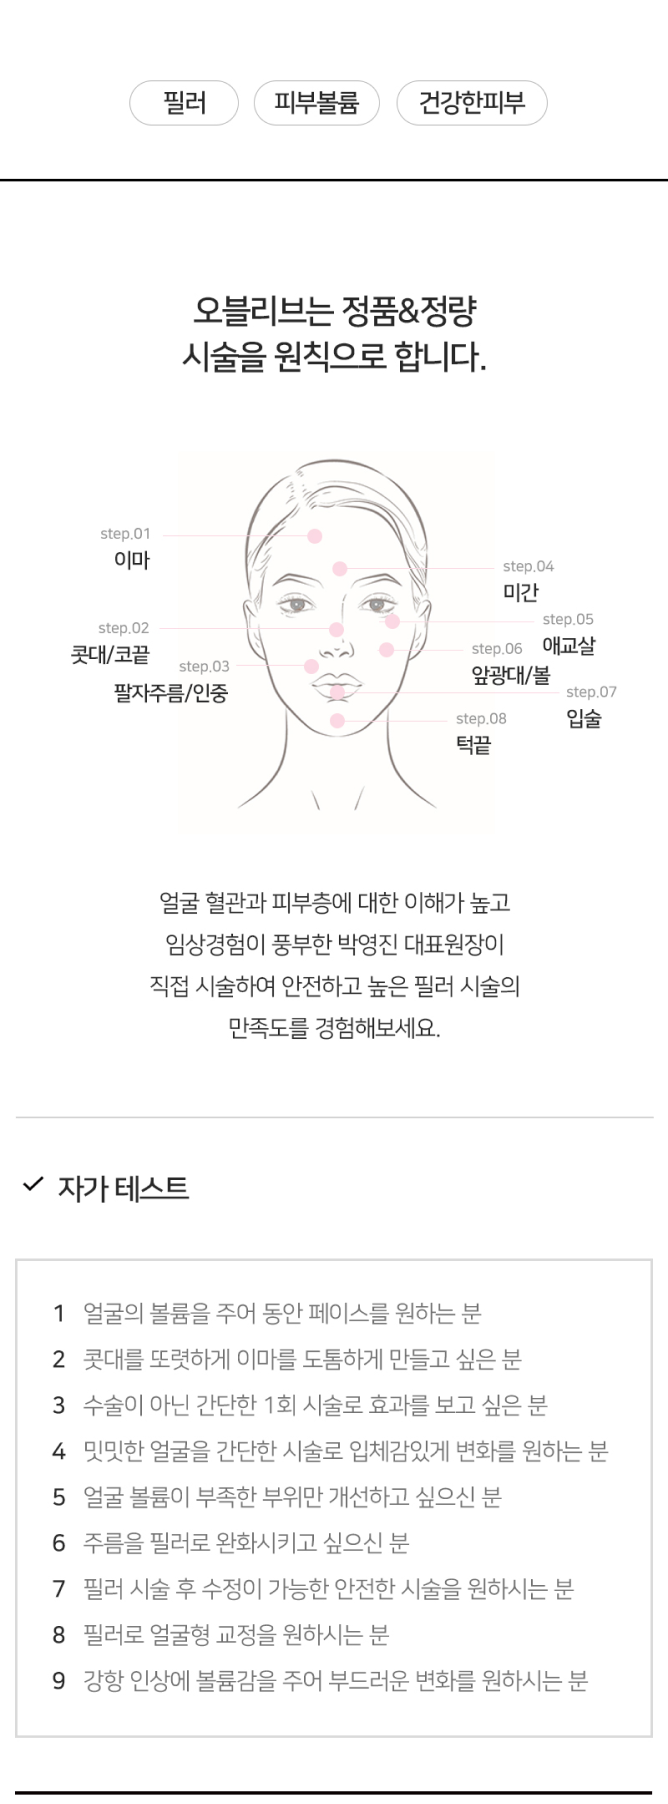 필러 피부볼륨 건강한피부
오블리브는 정품&정량
시술을 원칙으로 합니다.
step.01
이마
step.04
미간
step.02
콧대/코끝
step.05
애교살
step.03
팔자주름/인중
step.06
앞광대/볼
step.07
입술
step.08
턱끝
얼굴 혈관과 피부층에 대한 이해가 높고
임상경험이 풍부한 박영진 대표원장이
직접 시술하여 안전하고 높은 필러 시술의
만족도를 경험해보세요.
자가 테스트
1 얼굴의 볼륨을 주어 동안 페이스를 원하는 분
2 콧대를 또렷하게 이마를 도톰하게 만들고 싶은 분
3 수술이 아닌 간단한 1회 시술로 효과를 보고 싶은 분
4 밋밋한 얼굴을 간단한 시술로 입체감있게 변화를 원하는 분
5 얼굴 볼륨이 부족한 부위만 개선하고 싶으신 분
6 주름을 필러로 완화시키고 싶으신 분
7 필러 시술 후 수정이 가능한 안전한 시술을 원하시는 분
8 필러로 얼굴형 교정을 원하시는 분
9 강항 인상에 볼륨감을 주어 부드러운 변화를 원하시는 분